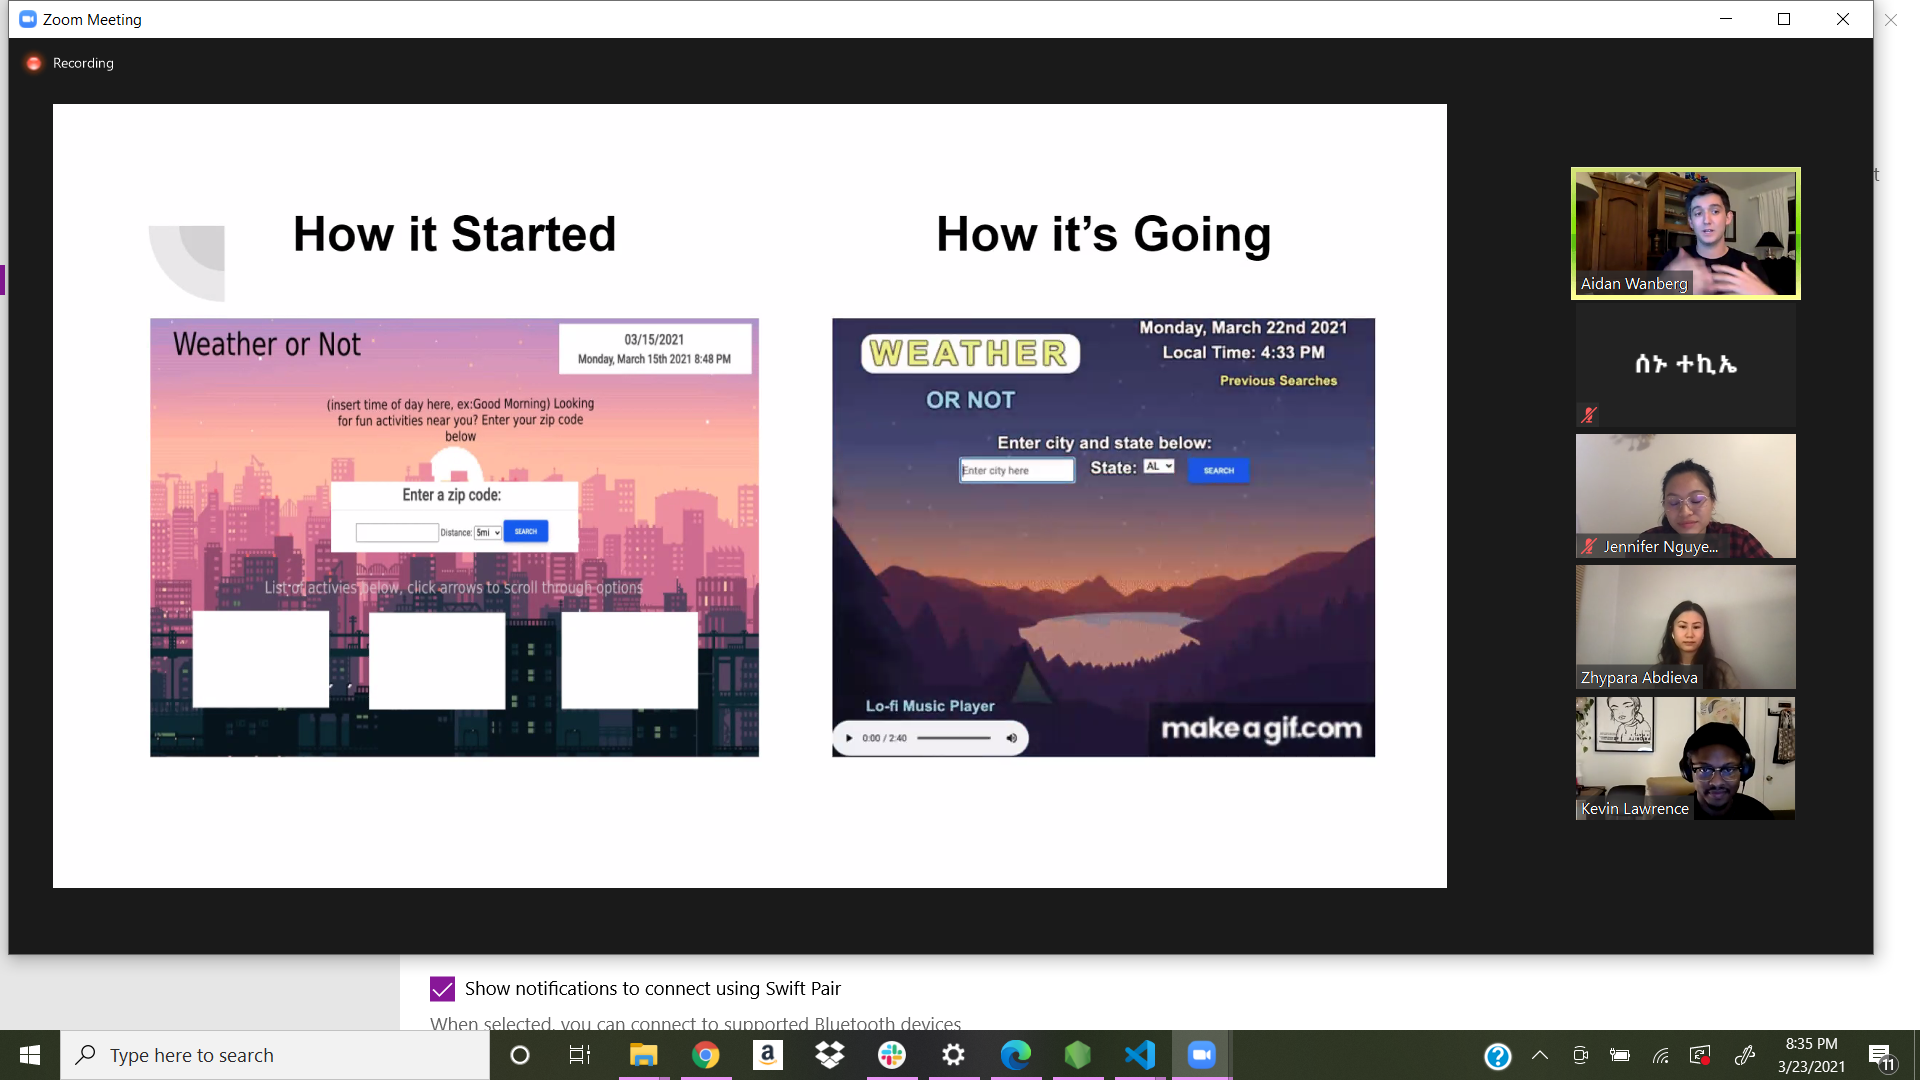 Zoom Meeting
Recording
How it Started
How it's Going
Weather or Not
03/15/2021
Monday, March 15th 2021 8:48 PM
(insert time of day here, ex:Good Morning) Looking
for fun activities near you? Enter your zip code
below
Enter a zip code:
Distance: 5mi SEARCH
List of activies below, click arrows to scroll through options
WEATHER
OR NOT
Monday, March 22nd 2021
Local Time: 4:33 PM
Previous Searches
Enter city and state below:
Enter city here State: AL SEARCH
Lo-fi Music Player
0:00 / 2:40
makeagif.com
Aidan Wanberg
ሰኑ ተኪኤ
Jennifer Nguye...
Zhypara Abdieva
Kevin Lawrence
t
Show notifications to connect using Swift Pair
When selected, you can connect to supported Bluetooth devices
Type here to search
8:35 PM
3/23/2021
11